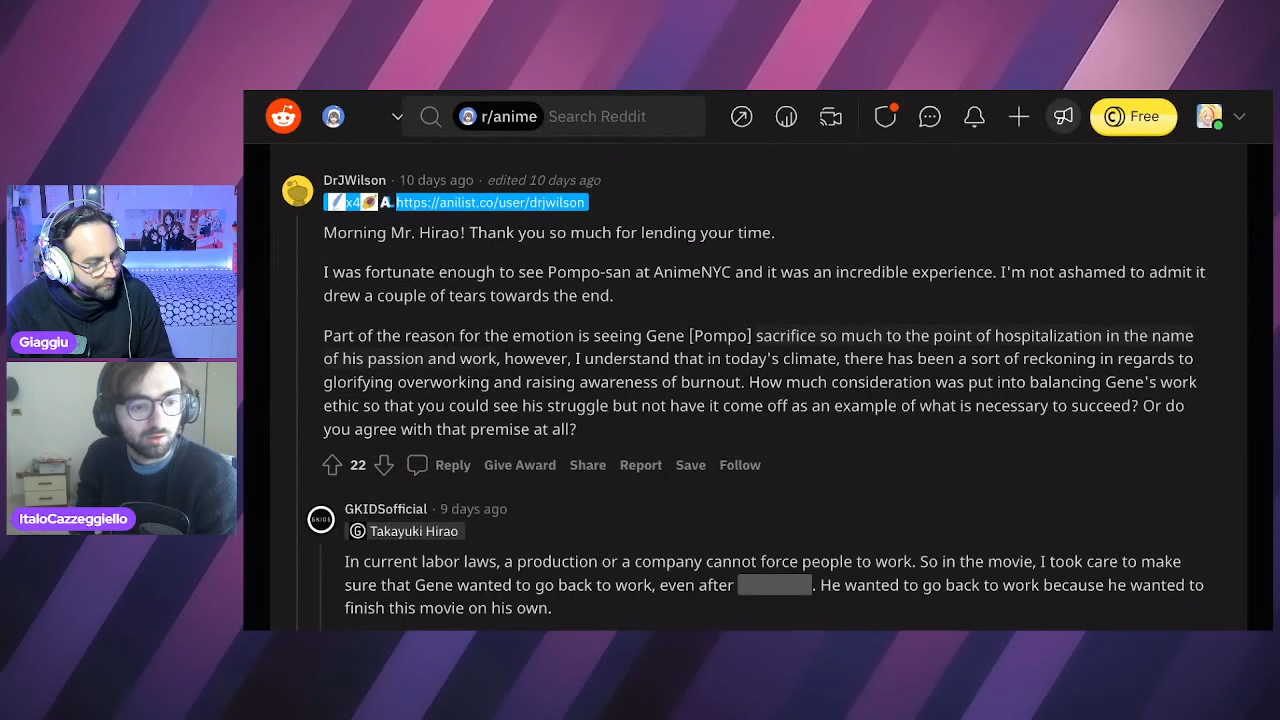 r/anime Search Reddit Free
DrJWilson · 10 days ago · edited 10 days ago
x4 A. https://anilist.co/user/drjwilson
Morning Mr. Hirao! Thank you so much for lending your time.
I was fortunate enough to see Pompo-san at AnimeNYC and it was an incredible experience. I'm not ashamed to admit it
drew a couple of tears towards the end.
Part of the reason for the emotion is seeing Gene [Pompo] sacrifice so much to the point of hospitalization in the name
of his passion and work, however, I understand that in today's climate, there has been a sort of reckoning in regards to
glorifying overworking and raising awareness of burnout. How much consideration was put into balancing Gene's work
ethic so that you could see his struggle but not have it come off as an example of what is necessary to succeed? Or do
you agree with that premise at all?
22 Reply Give Award Share Report Save Follow
GKIDS
GKIDSofficial · 9 days ago
G Takayuki Hirao
In current labor laws, a production or a company cannot force people to work. So in the movie, I took care to make
sure that Gene wanted to go back to work, even after . He wanted to go back to work because he wanted to
finish this movie on his own.
Giaggiu
ItaloCazzeggiello